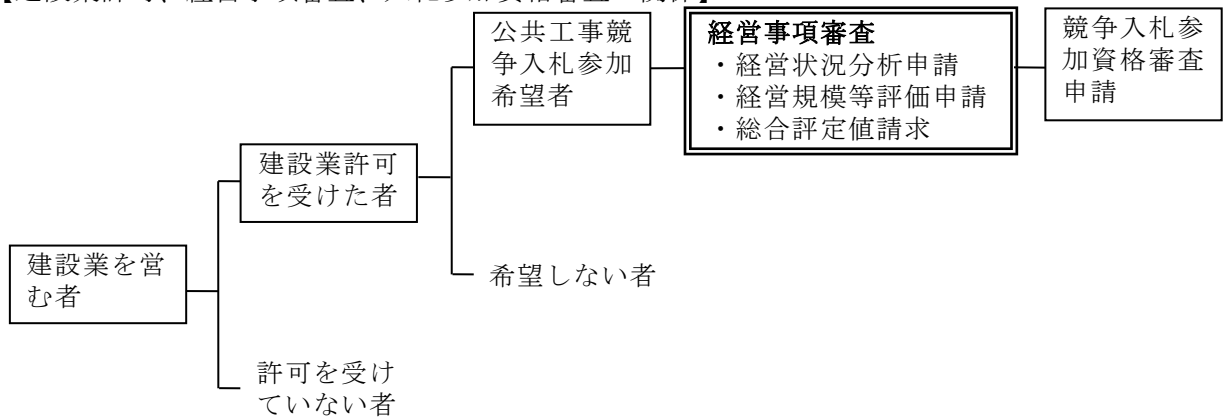 公共工事競
争入札参加
希望者
経営事項審査
・経営状況分析申請
・経営規模等評価申請
・総合評定値請求
競争入札参
加資格審査
申請
建設業許可
を受けた者
希望しない者
建設業を営
む者
許可を受け
ていない者